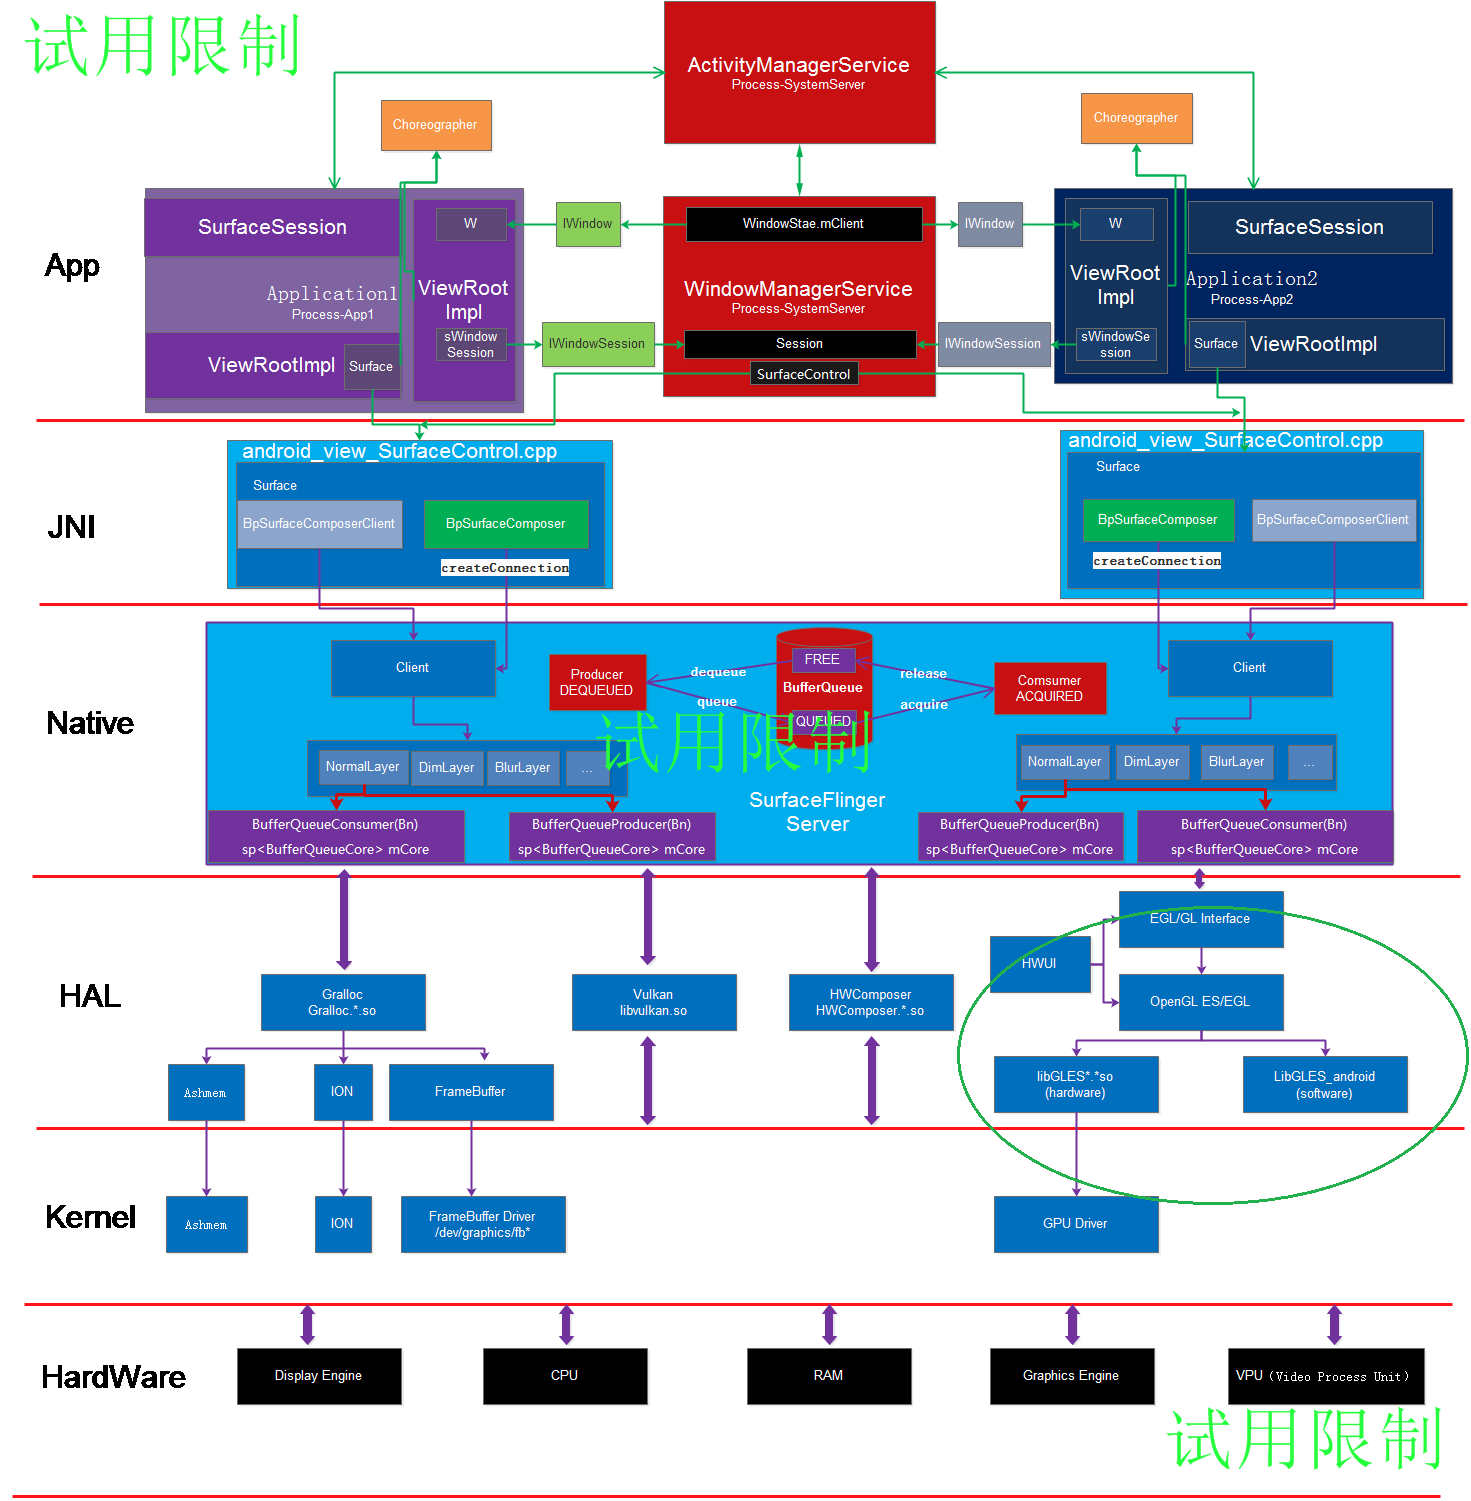 试用限制
ActivityManagerService
Process-SystemServer
Choreographer
Choreographer
SurfaceSession
W
IWindow
WindowStae.mClient
IWindow
W
SurfaceSession
App
Application1
Process-App1
ViewRoot
Impl
WindowManagerService
Process-SystemServer
ViewRoot
Impl
Application2
Process-App2
ViewRootImpl
Surface
sWindow
Session
IWindowSession
Session
SurfaceControl
IWindowSession
sWindowSe
ssion
Surface
ViewRootImpl
android_view_SurfaceControl.cpp
android_view_SurfaceControl.cpp
Surface
Surface
JNI
BpSurfaceComposerClient
BpSurfaceComposer
BpSurfaceComposer
BpSurfaceComposerClient
createConnection
createConnection
Client
Producer
DEQUEUED
dequeue
queue
FREE
BufferQueue
QUEUED
release
acquire
Comsumer
ACQUIRED
Client
Native
试用限制
NormalLayer
DimLayer
BlurLayer
...
NormalLayer
DimLayer
BlurLayer
...
SurfaceFlinger
Server
BufferQueueConsumer(Bn)
sp<BufferQueueCore> mCore
BufferQueueProducer(Bn)
sp<BufferQueueCore> mCore
BufferQueueProducer(Bn)
sp<BufferQueueCore> mCore
BufferQueueConsumer(Bn)
sp<BufferQueueCore> mCore
EGL/GL Interface
HWUI
HAL
Gralloc
Gralloc.*.so
Vulkan
libvulkan.so
HWComposer
HWComposer.*.so
OpenGL ES/EGL
Ashmem
ION
FrameBuffer
libGLES*.*so
(hardware)
LibGLES_android
(software)
Kernel
Ashmem
ION
FrameBuffer Driver
/dev/graphics/fb*
GPU Driver
HardWare
Display Engine
CPU
RAM
Graphics Engine
VPU（Video Process Unit）
试用限制